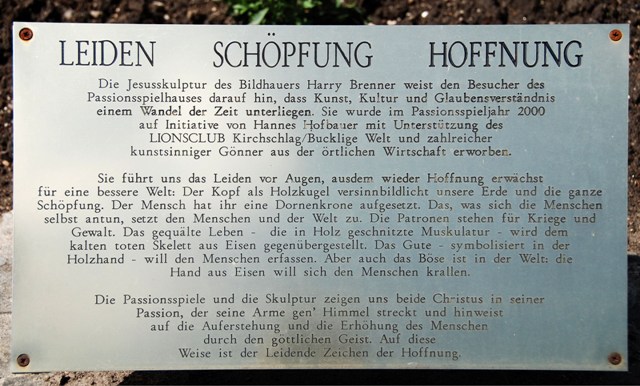 LEIDEN SCHÖPFUNG HOFFNUNG
Die Jesusskulptur des Bildhauers Harry Brenner weist den Besucher des
Passionsspielhauses darauf hin, dass Kunst, Kultur und Glaubensverständnis
einem Wandel der Zeit unterliegen. Sie wurde im Passionsspieljahr 2000
auf Initiative von Hannes Hofbauer mit Unterstützung des
LIONSCLUB Kirchschlag/Bucklige Welt und zahlreicher
kunstsinniger Gönner aus der örtlichen Wirtschaft erworben.
Sie führt uns das Leiden vor Augen, ausdem wieder Hoffnung erwächst
für eine bessere Welt: Der Kopf als Holzkugel versinnbildlicht unsere Erde und die ganze
Schöpfung. Der Mensch hat ihr eine Dornenkrone aufgesetzt. Das, was sich die Menschen
selbst antun, setzt den Menschen und der Welt zu. Die Patronen stehen für Kriege und
Gewalt. Das gequälte Leben - die in Holz geschnitzte Muskulatur - wird dem
kalten toten Skelett aus Eisen gegenübergestellt. Das Gute - symbolisiert in der
Holzhand - will den Menschen erfassen. Aber auch das Böse ist in der Welt: die
Hand aus Eisen will sich den Menschen krallen.
Die Passionsspiele und die Skulptur zeigen uns beide Christus in seiner
Passion, der seine Arme gen' Himmel streckt und hinweist
auf die Auferstehung und die Erhöhung des Menschen
durch den göttlichen Geist. Auf diese
Weise ist der Leidende Zeichen der Hoffnung.